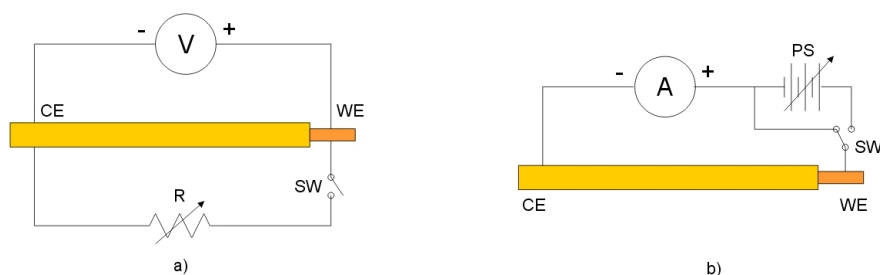 - V +
CE WE
SW
R
a)
PS
- A +
SW
CE WE
b)